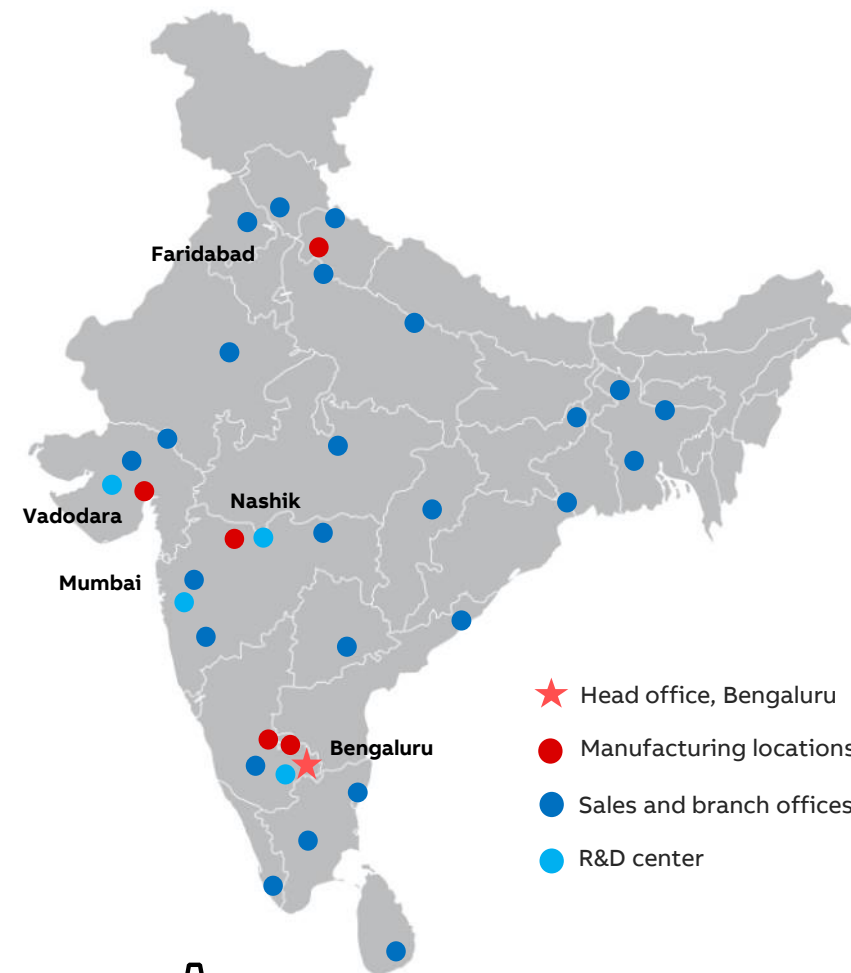 Faridabad
Nashik
Vadodara
Mumbai
Head office, Bengaluru
Bengaluru
Manufacturing locations
Sales and branch offices
R&D center